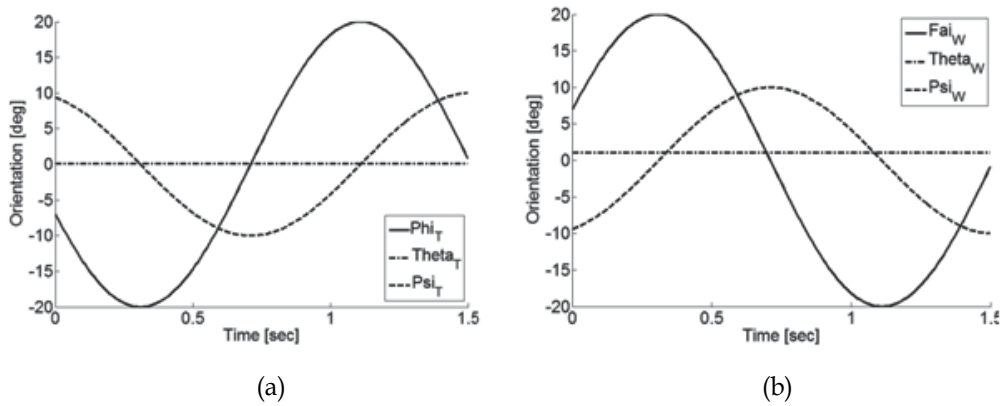 20
15
10
5
0
-5
-10
-15
-20
Orientation [deg]
0
0.5
1
1.5
Time [sec]
Phi_T
Theta_T
Psi_T
(a)
20
15
10
5
0
-5
-10
-15
-20
Orientation [deg]
0
0.5
1
1.5
Time [sec]
Fai_W
Theta_W
Psi_W
(b)